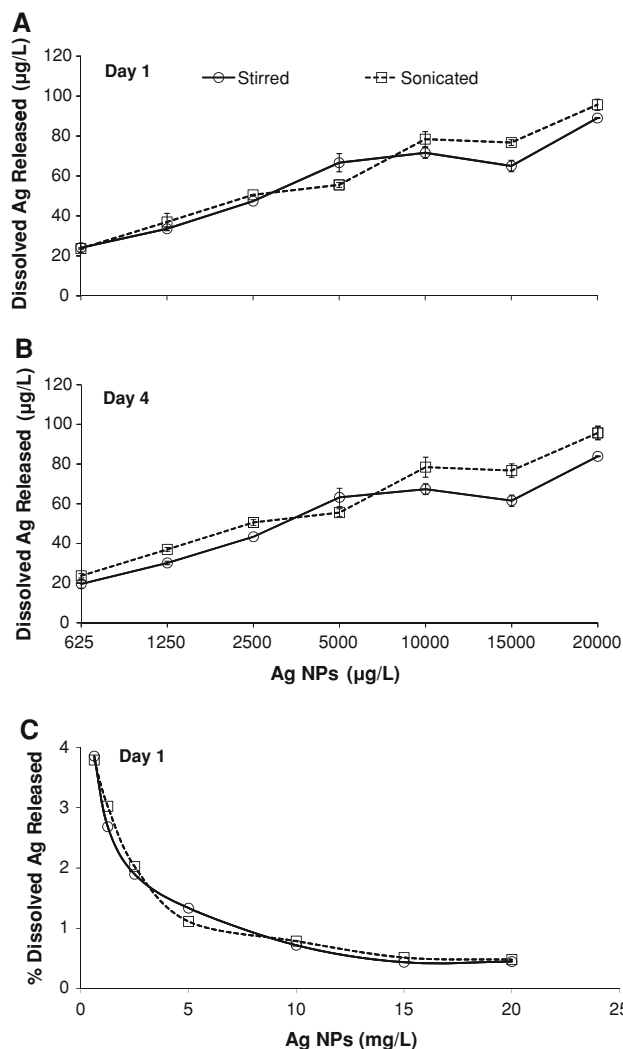 A
Dissolved Ag Released (µg/L)
120
100
80
60
40
20
0
Day 1
Stirred
Sonicated
B
Dissolved Ag Released (µg/L)
120
100
80
60
40
20
0
Day 4
625 1250 2500 5000 10000 15000 20000
Ag NPs (µg/L)
C
% Dissolved Ag Released
4
3
2
1
0
Day 1
0 5 10 15 20 25
Ag NPs (mg/L)